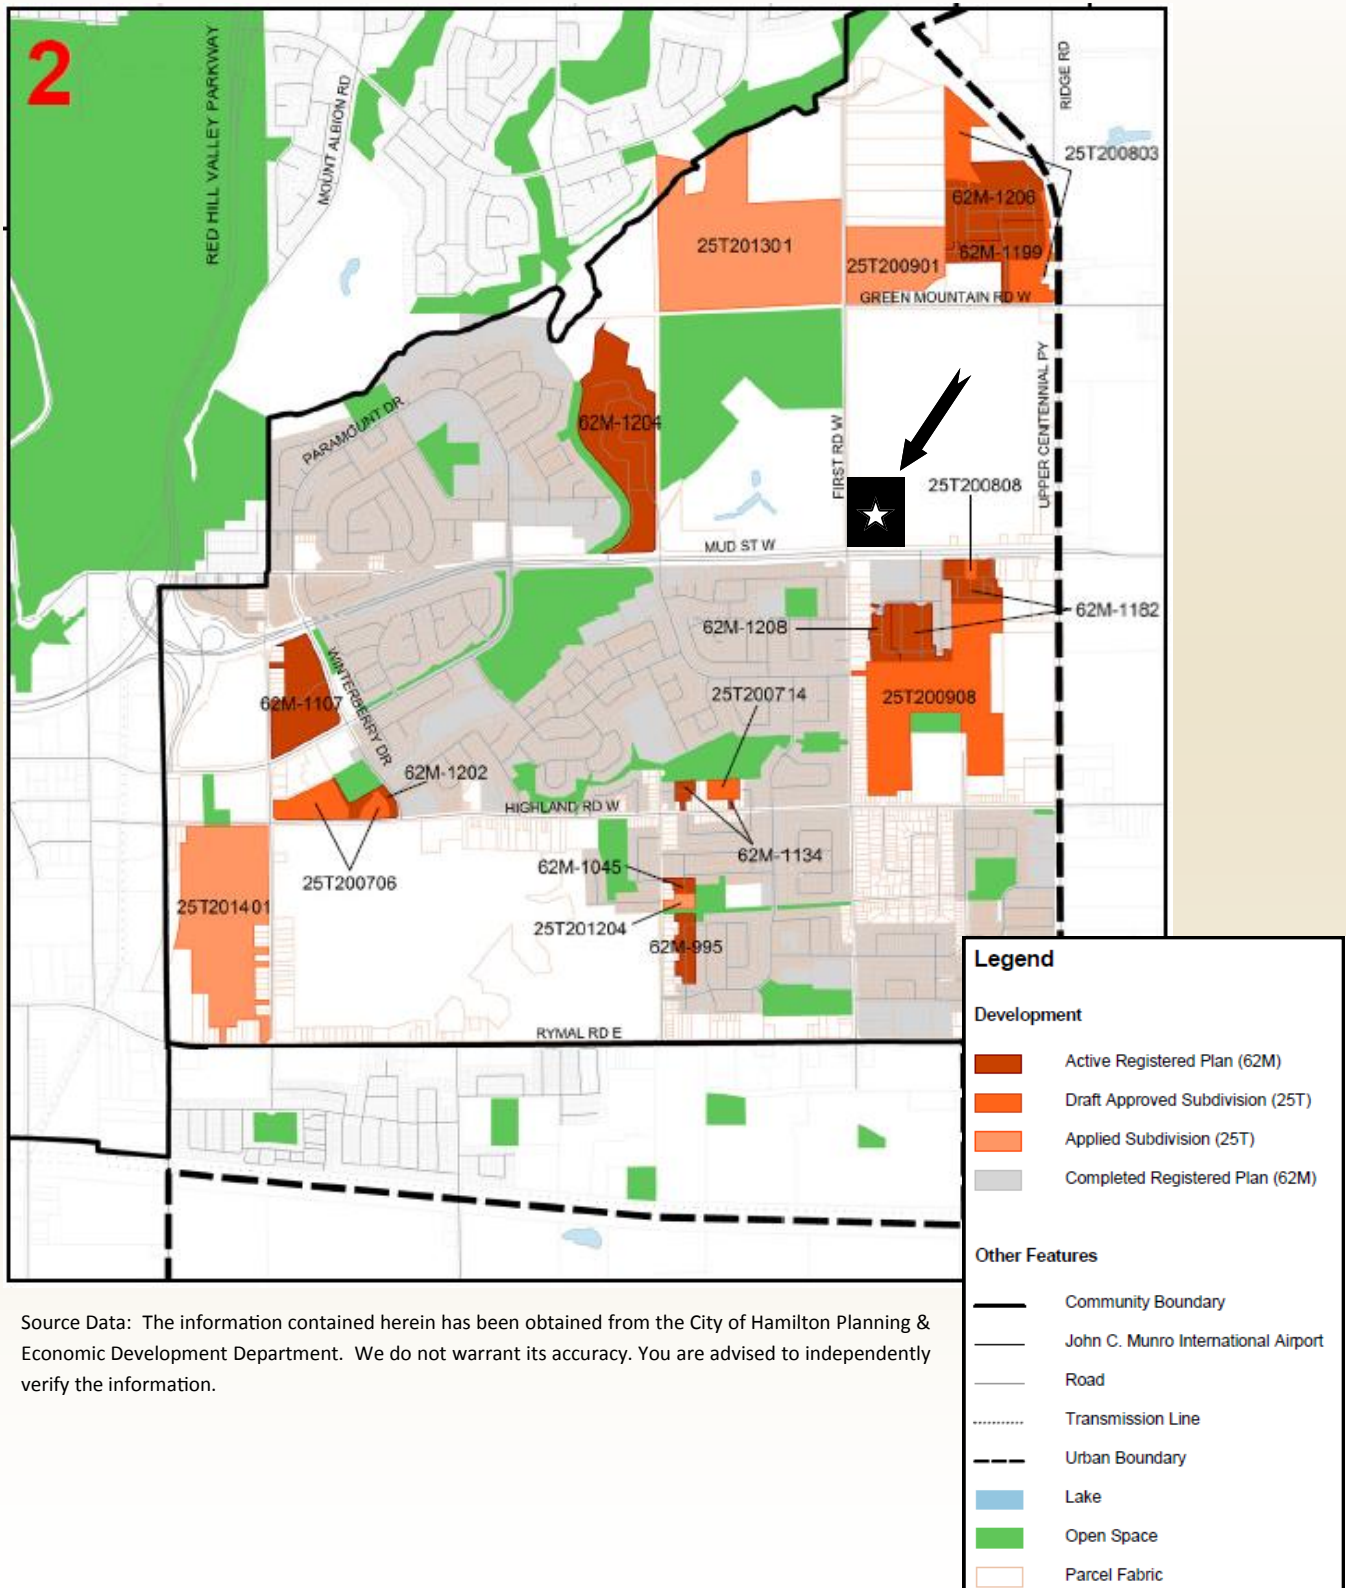 2
RED HILL VALLEY PARKWAY
MOUNT ALBION RD
RIDGE RD
25T200803
62M-1206
25T201301
62M-1199
25T200901
GREEN MOUNTAIN RD W
UPPER CENTENNIAL PY
PARAMOUNT DR
62M-1204
FIRST RD W
25T200808
MUD ST W
62M-1182
62M-1208
WINTERBERRY DR
25T200714
25T200908
62M-1107
62M-1202
HIGHLAND RD W
62M-1134
62M-1045
25T200706
25T201401
25T201204
62M-995
RYMAL RD E
Legend
Development
Active Registered Plan (62M)
Draft Approved Subdivision (25T)
Applied Subdivision (25T)
Completed Registered Plan (62M)
Other Features
Community Boundary
John C. Munro International Airport
Road
Transmission Line
Urban Boundary
Lake
Open Space
Parcel Fabric
Source Data:  The information contained herein has been obtained from the City of Hamilton Planning &
Economic Development Department.  We do not warrant its accuracy. You are advised to independently
verify the information.